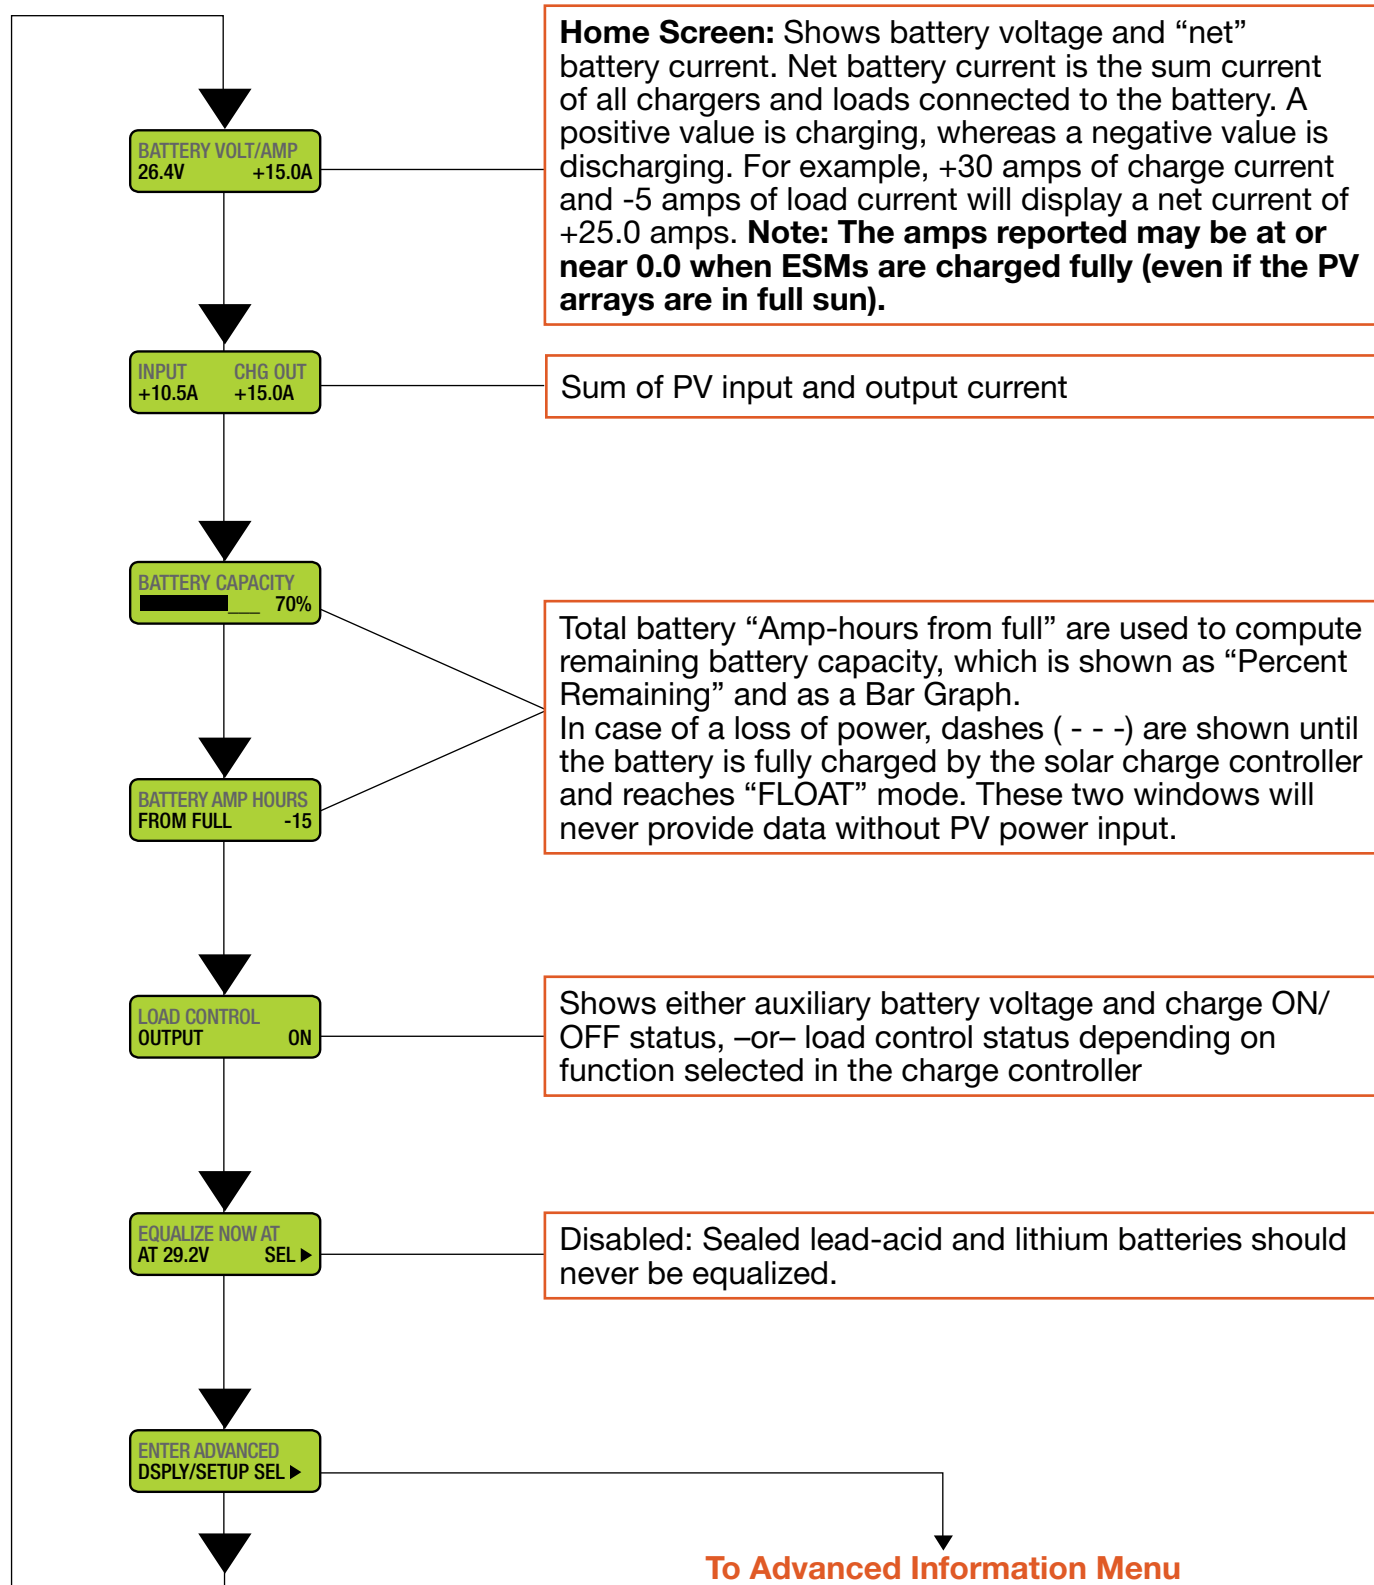 Home Screen: Shows battery voltage and “net”
battery current. Net battery current is the sum current
of all chargers and loads connected to the battery. A
positive value is charging, whereas a negative value is
discharging. For example, +30 amps of charge current
and -5 amps of load current will display a net current of
+25.0 amps. Note: The amps reported may be at or
near 0.0 when ESMs are charged fully (even if the PV
arrays are in full sun).
BATTERY VOLT/AMP
26.4V +15.0A
INPUT CHG OUT
+10.5A +15.0A
Sum of PV input and output current
BATTERY CAPACITY
70%
Total battery “Amp-hours from full” are used to compute
remaining battery capacity, which is shown as “Percent
Remaining” and as a Bar Graph.
In case of a loss of power, dashes ( - - -) are shown until
the battery is fully charged by the solar charge controller
and reaches “FLOAT” mode. These two windows will
never provide data without PV power input.
BATTERY AMP HOURS
FROM FULL -15
LOAD CONTROL
OUTPUT ON
Shows either auxiliary battery voltage and charge ON/
OFF status, –or– load control status depending on
function selected in the charge controller
EQUALIZE NOW AT
AT 29.2V SEL ▶
Disabled: Sealed lead-acid and lithium batteries should
never be equalized.
ENTER ADVANCED
DSPLY/SETUP SEL ▶
To Advanced Information Menu